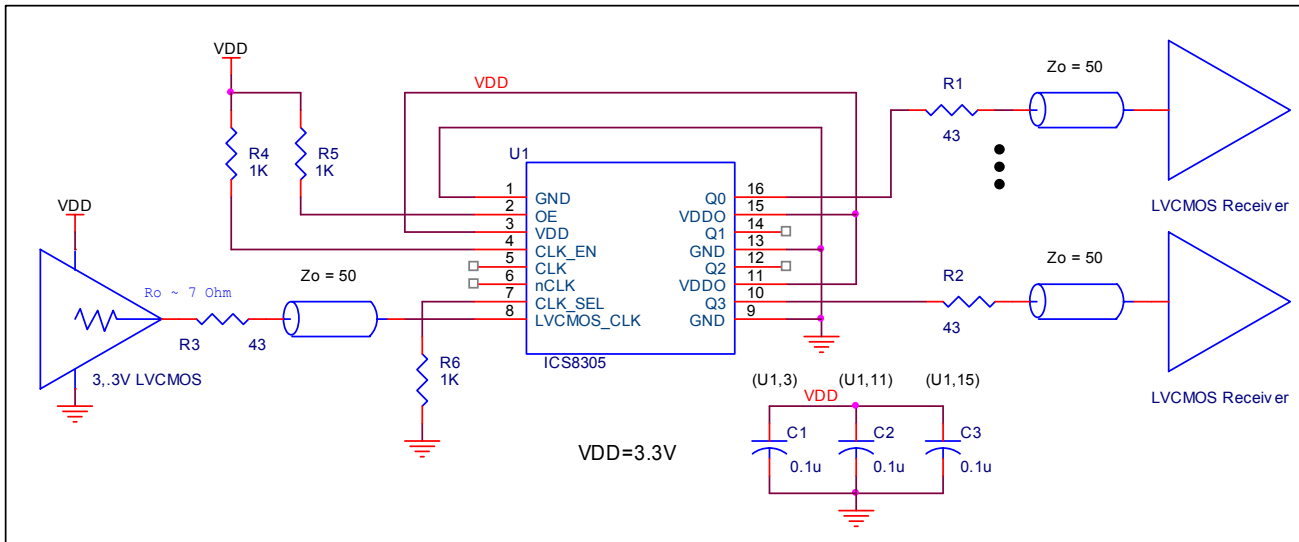 VDD
VDD
R4
1K
R5
1K
U1
ICS8305
1
GND
2
OE
3
VDD
4
CLK_EN
5
CLK
6
nCLK
7
CLK_SEL
8
LVCMOS_CLK
16
Q0
15
VDDO
14
Q1
13
GND
12
Q2
11
VDDO
10
Q3
9
GND
R1
43
Zo = 50
LVCMOS Receiver
R2
43
Zo = 50
LVCMOS Receiver
VDD
Ro ~ 7 Ohm
R3
43
Zo = 50
3,.3V LVCMOS
R6
1K
VDD=3.3V
(U1,3)
(U1,11)
(U1,15)
VDD
C1
0.1u
C2
0.1u
C3
0.1u